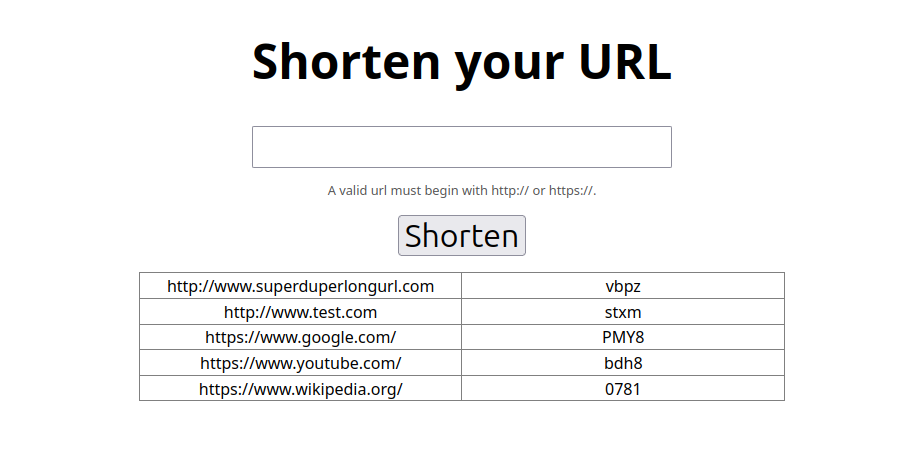 Shorten your URL
A valid url must begin with http:// or https://.
Shorten
http://www.superduperlongurl.com vbpz
http://www.test.com stxm
https://www.google.com/ PMY8
https://www.youtube.com/ bdh8
https://www.wikipedia.org/ 0781